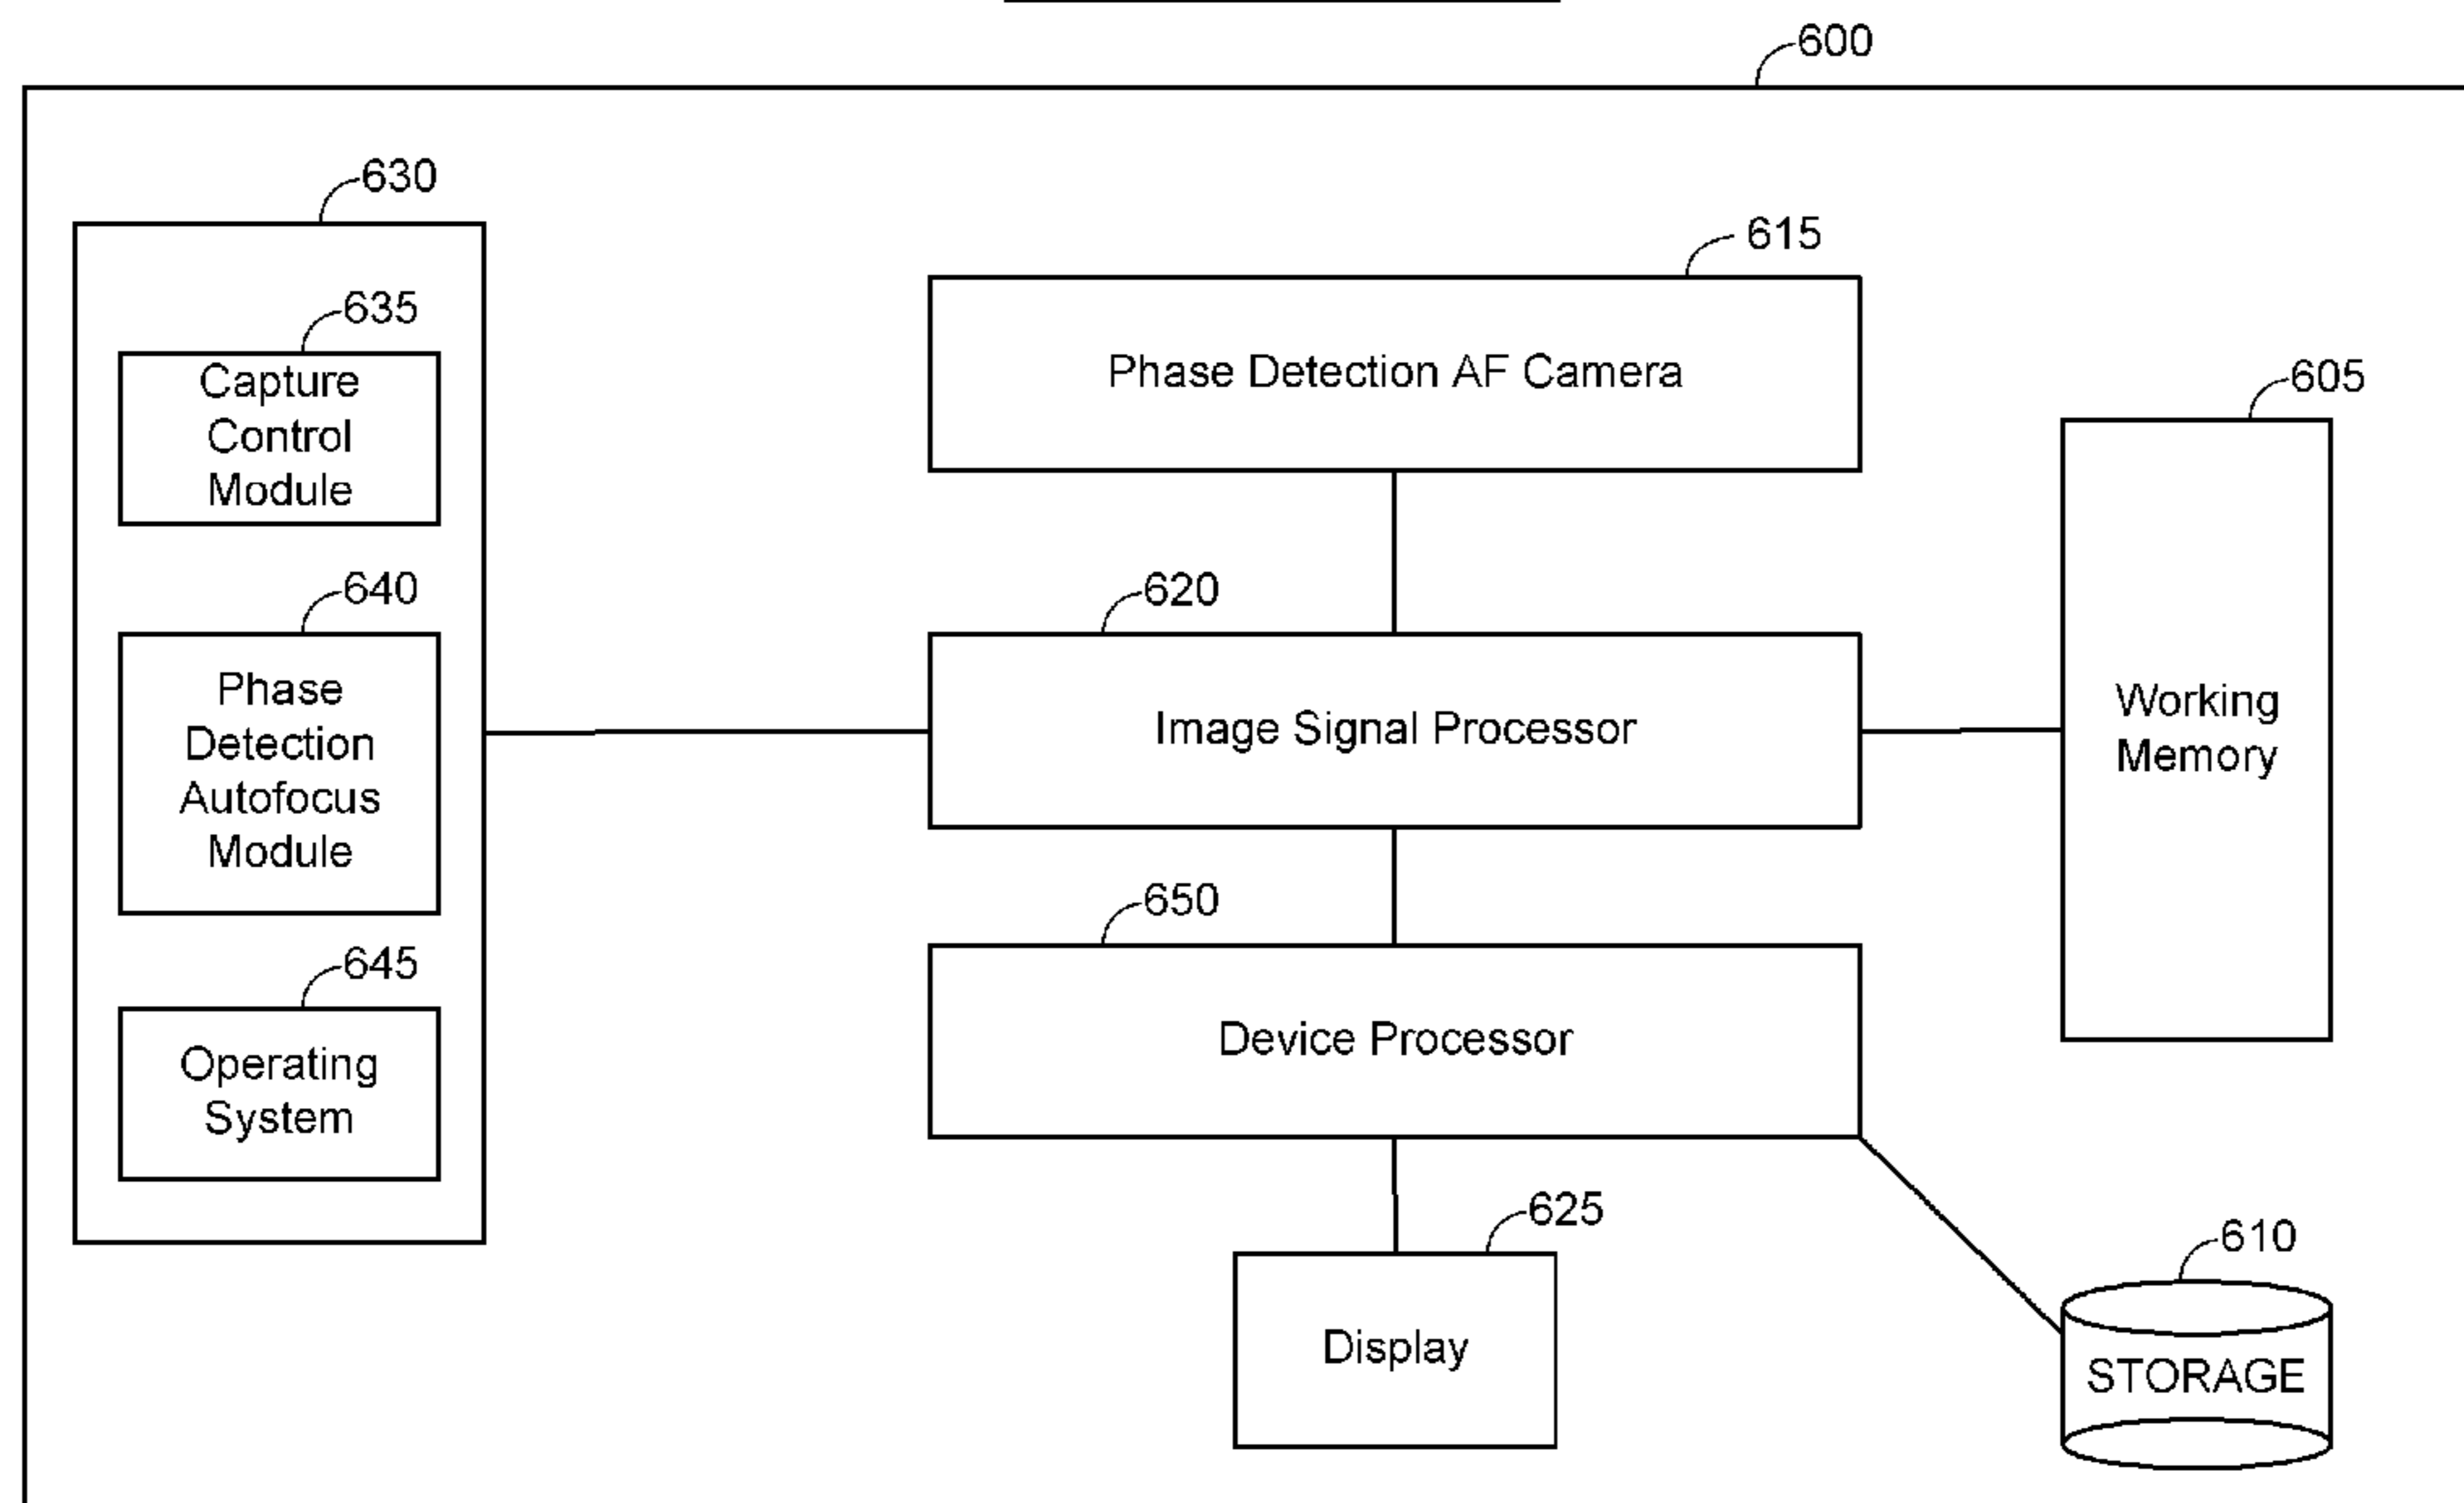 600
630
635
Capture
Control
Module
640
Phase
Detection
Autofocus
Module
645
Operating
System
615
Phase Detection AF Camera
620
Image Signal Processor
605
Working
Memory
650
Device Processor
625
Display
610
STORAGE